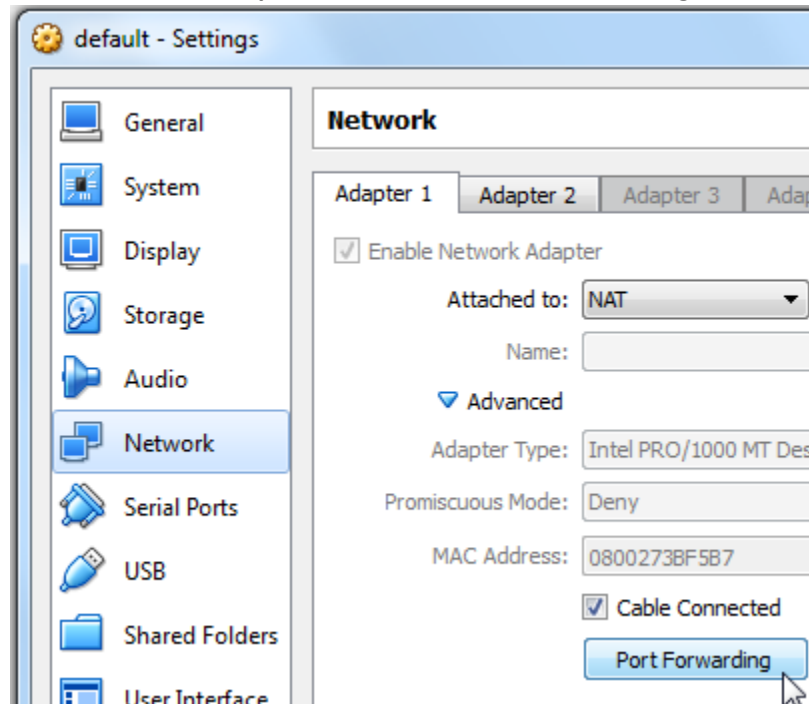 default - Settings
General
System
Display
Storage
Audio
Network
Serial Ports
USB
Shared Folders
User Interface
Network
Adapter 1 Adapter 2 Adapter 3
Enable Network Adapter
Attached to: NAT
Name:
Advanced
Adapter Type: Intel PRO/1000 MT
Promiscuous Mode: Deny
MAC Address: 0800273BF5B7
Cable Connected
Port Forwarding